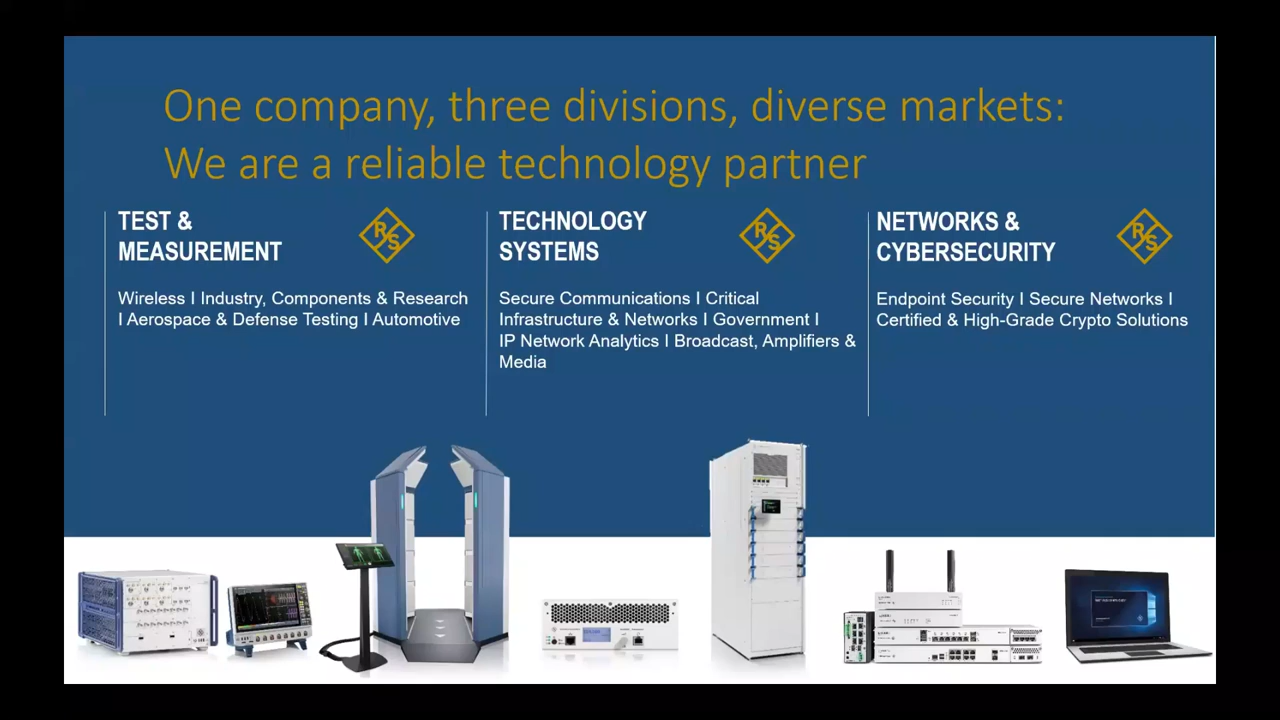 One company, three divisions, diverse markets:
We are a reliable technology partner
TEST &
MEASUREMENT
R
S
Wireless I Industry, Components & Research
I Aerospace & Defense Testing I Automotive
TECHNOLOGY
SYSTEMS
R
S
Secure Communications I Critical
Infrastructure & Networks I Government I
IP Network Analytics I Broadcast, Amplifiers &
Media
NETWORKS &
CYBERSECURITY
R
S
Endpoint Security I Secure Networks I
Certified & High-Grade Crypto Solutions